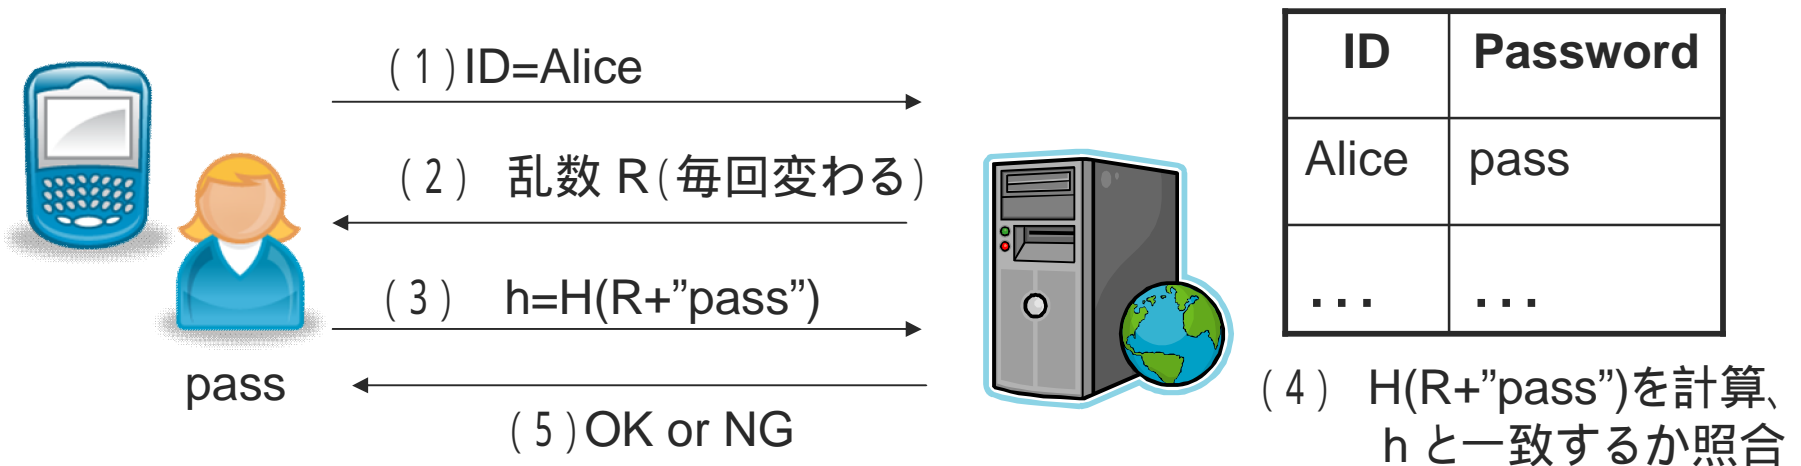 (1)ID=Alice
(2) 乱数 R(毎回変わる)
(3) h=H(R+”pass”)
(5)OK or NG
pass
ID Password
Alice pass
... ...
(4) H(R+”pass”)を計算、
h と一致するか照合